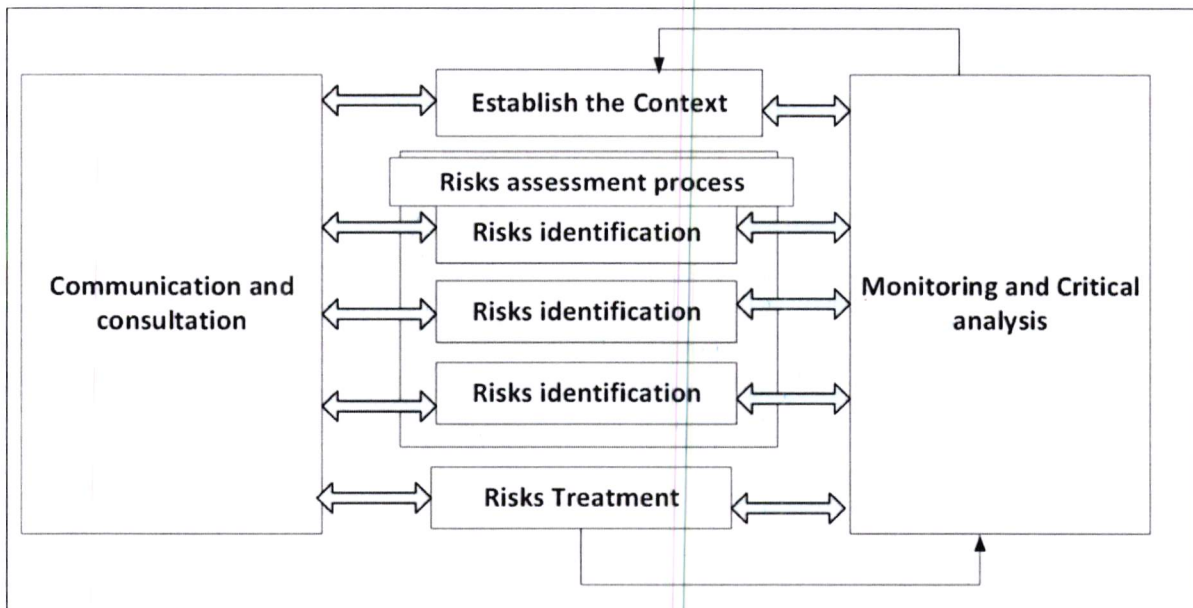 Establish the Context
Risks assessment process
Risks identification
Communication and
consultation
Risks identification
Monitoring and Critical
analysis
Risks identification
Risks Treatment